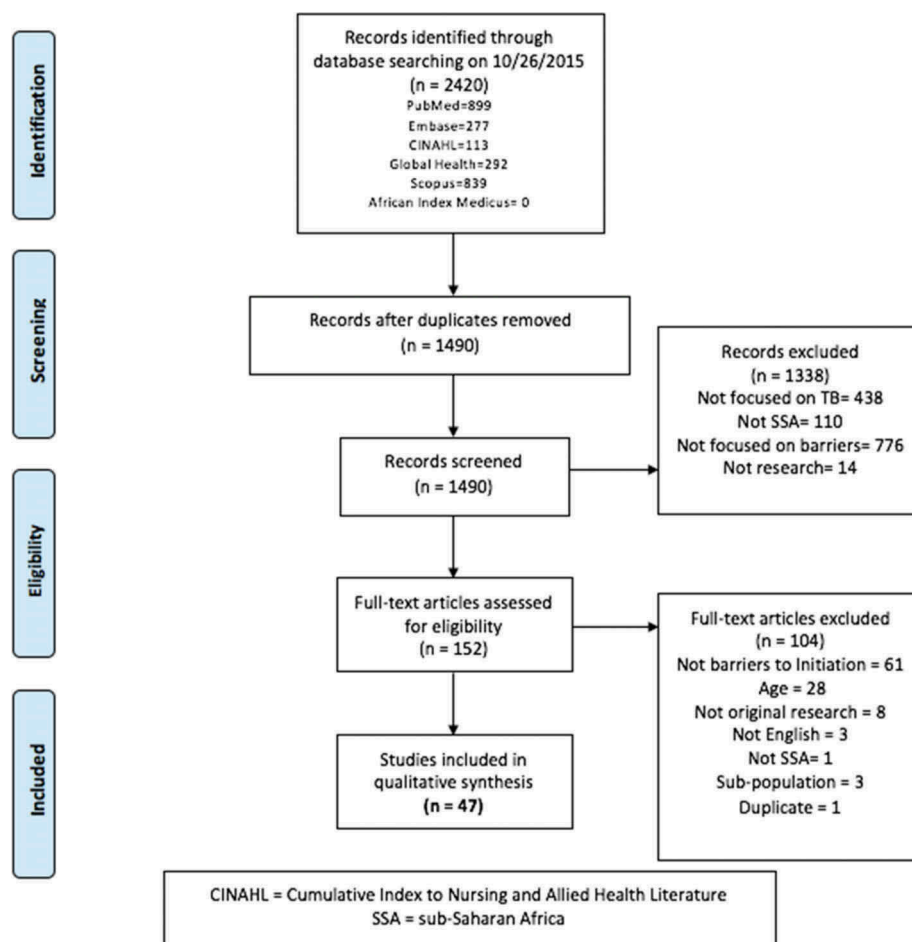 Identification
Records identified through
database searching on 10/26/2015
(n = 2420)
PubMed=899
Embase=277
CINAHL=113
Global Health=292
Scopus=839
African Index Medicus= 0
Screening
Records after duplicates removed
(n = 1490)
Records screened
(n = 1490)
Records excluded
(n = 1338)
Not focused on TB= 438
Not SSA= 110
Not focused on barriers= 776
Not research= 14
Eligibility
Full-text articles assessed
for eligibility
(n = 152)
Full-text articles excluded
(n = 104)
Not barriers to Initiation = 61
Age = 28
Not original research = 8
Not English = 3
Not SSA= 1
Sub-population = 3
Duplicate = 1
Included
Studies included in
qualitative synthesis
(n = 47)
CINAHL = Cumulative Index to Nursing and Allied Health Literature
SSA = sub-Saharan Africa